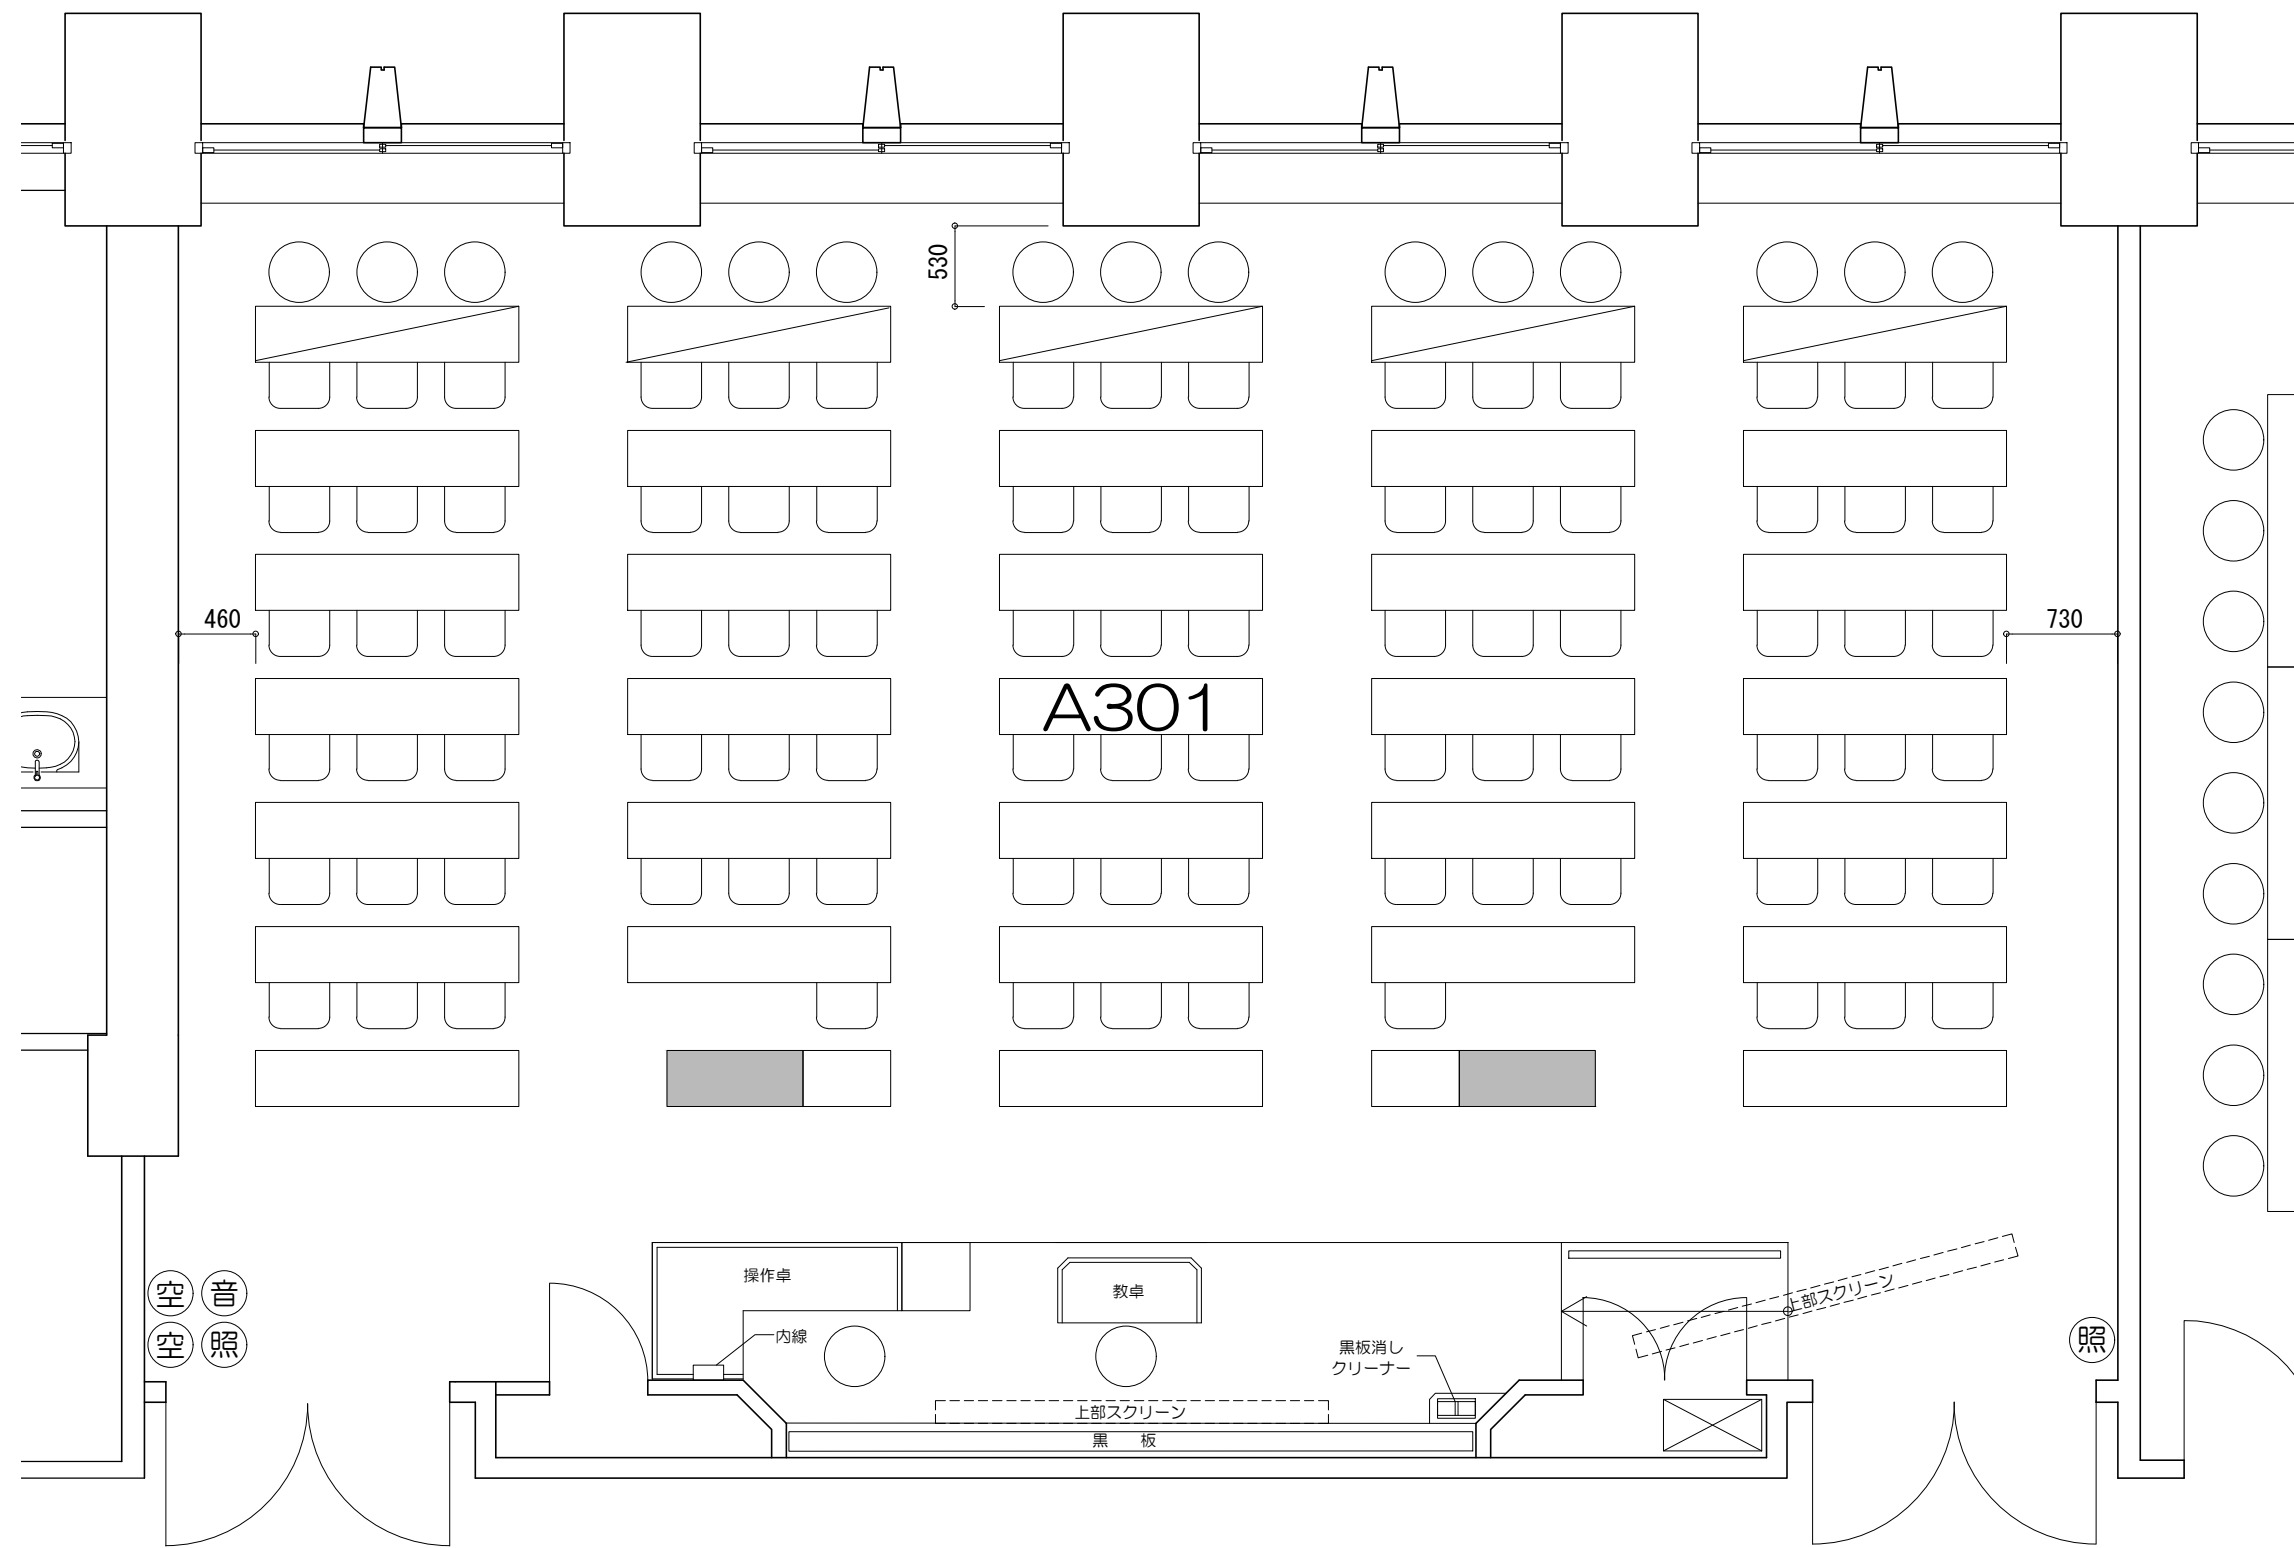 530
460
730
A301
操作卓
教卓
上部スクリーン
空 音
空 照
内線
黒板消し
クリーナー
照
上部スクリーン
黒 板